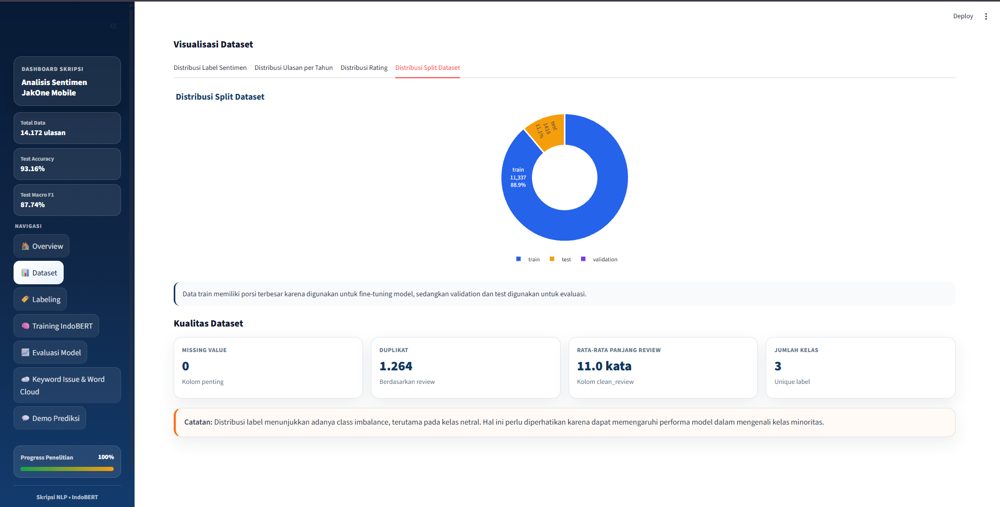 Deploy
DASHBOARD SKRIPSI
Analisis Sentimen
JakOne Mobile
Total Data
14.172 ulasan
Test Accuracy
93.16%
Test Macro F1
87.74%
NAVIGASI
Overview
Dataset
Labeling
Training IndoBERT
Evaluasi Model
Keyword Issue & Word
Cloud
Demo Prediksi
Progress Penelitian 100%
Skripsi NLP • IndoBERT
Visualisasi Dataset
Distribusi Label Sentimen Distribusi Ulasan per Tahun Distribusi Rating Distribusi Split Dataset
Distribusi Split Dataset
test
1418
11.1%
train
11,337
88.9%
train test validation
Data train memiliki porsi terbesar karena digunakan untuk fine-tuning model, sedangkan validation dan test digunakan untuk evaluasi.
Kualitas Dataset
MISSING VALUE
0
Kolom penting
DUPLIKAT
1.264
Berdasarkan review
RATA-RATA PANJANG REVIEW
11.0 kata
Kolom clean_review
JUMLAH KELAS
3
Unique label
Catatan: Distribusi label menunjukkan adanya class imbalance, terutama pada kelas netral. Hal ini perlu diperhatikan karena dapat memengaruhi performa model dalam mengenali kelas minoritas.